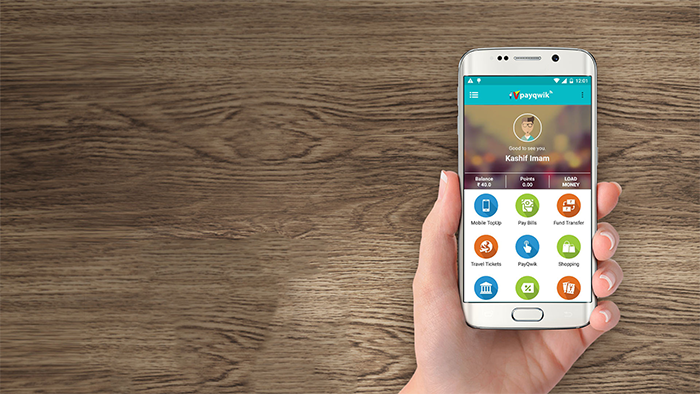 12:01
payqwik
Good to see you
Kashif Imam
Balance Points LOAD
₹ 40.0 0.00 MONEY
Mobile TopUp Pay Bills Fund Transfer
Travel Tickets PayQwik Shopping